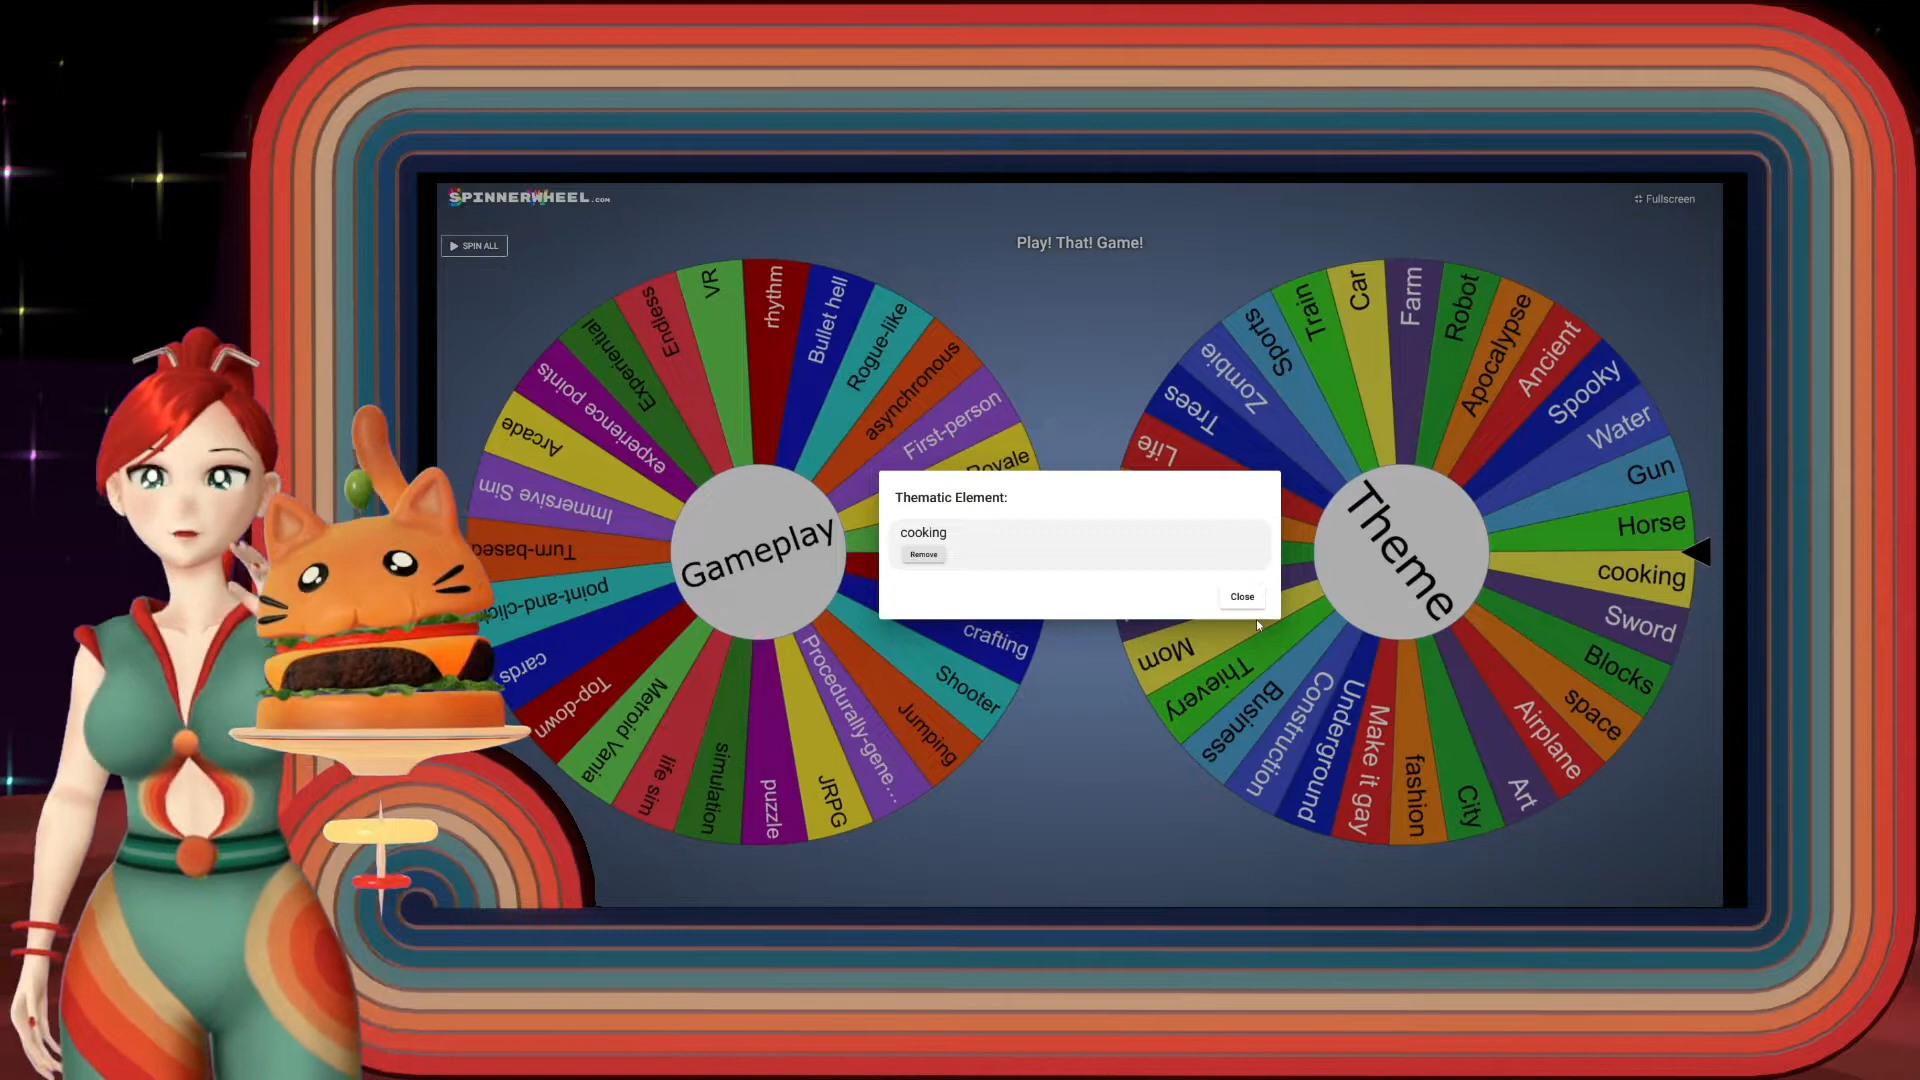 SPINNERWHEEL.COM
Fullscreen
SPIN ALL
Play! That! Game!
VR
rhythm
Bullet hell
Rogue-like
asynchronous
First-person
Royale
crafting
Shooter
Jumping
Procedurally-gene...
JRPG
puzzle
simulation
life sim
Metroid Vania
Top-down
cards
point-and-click
Turn-based
Immersive Sim
Arcade
experience points
Experiential
Endless
Gameplay
Thematic Element:
cooking
Remove
Close
Car
Farm
Robot
Apocalypse
Ancient
Spooky
Water
Gun
Horse
cooking
Sword
Blocks
space
Airplane
Art
City
fashion
Make it gay
Underground
Construction
Business
Thievery
Mom
Life
Trees
Zombie
Sports
Train
Theme